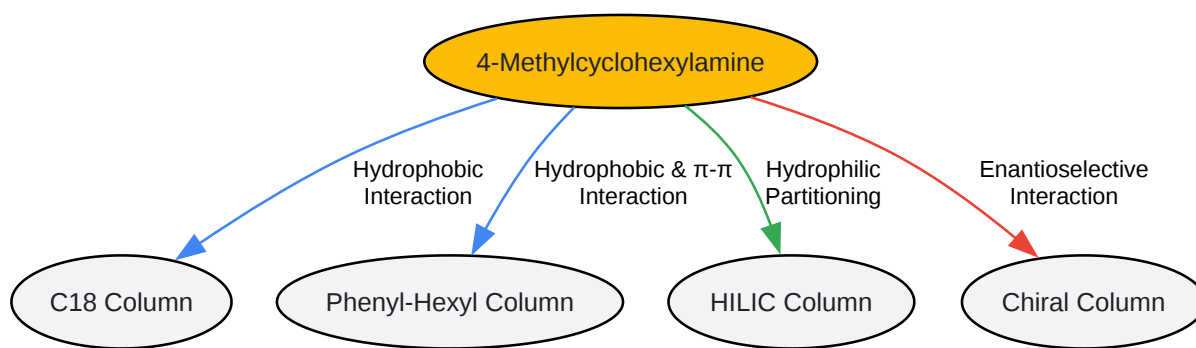 4-Methylcyclohexylamine
Hydrophobic
Interaction
Hydrophobic & π-π
Interaction
Hydrophilic
Partitioning
Enantioselective
Interaction
C18 Column
Phenyl-Hexyl Column
HILIC Column
Chiral Column